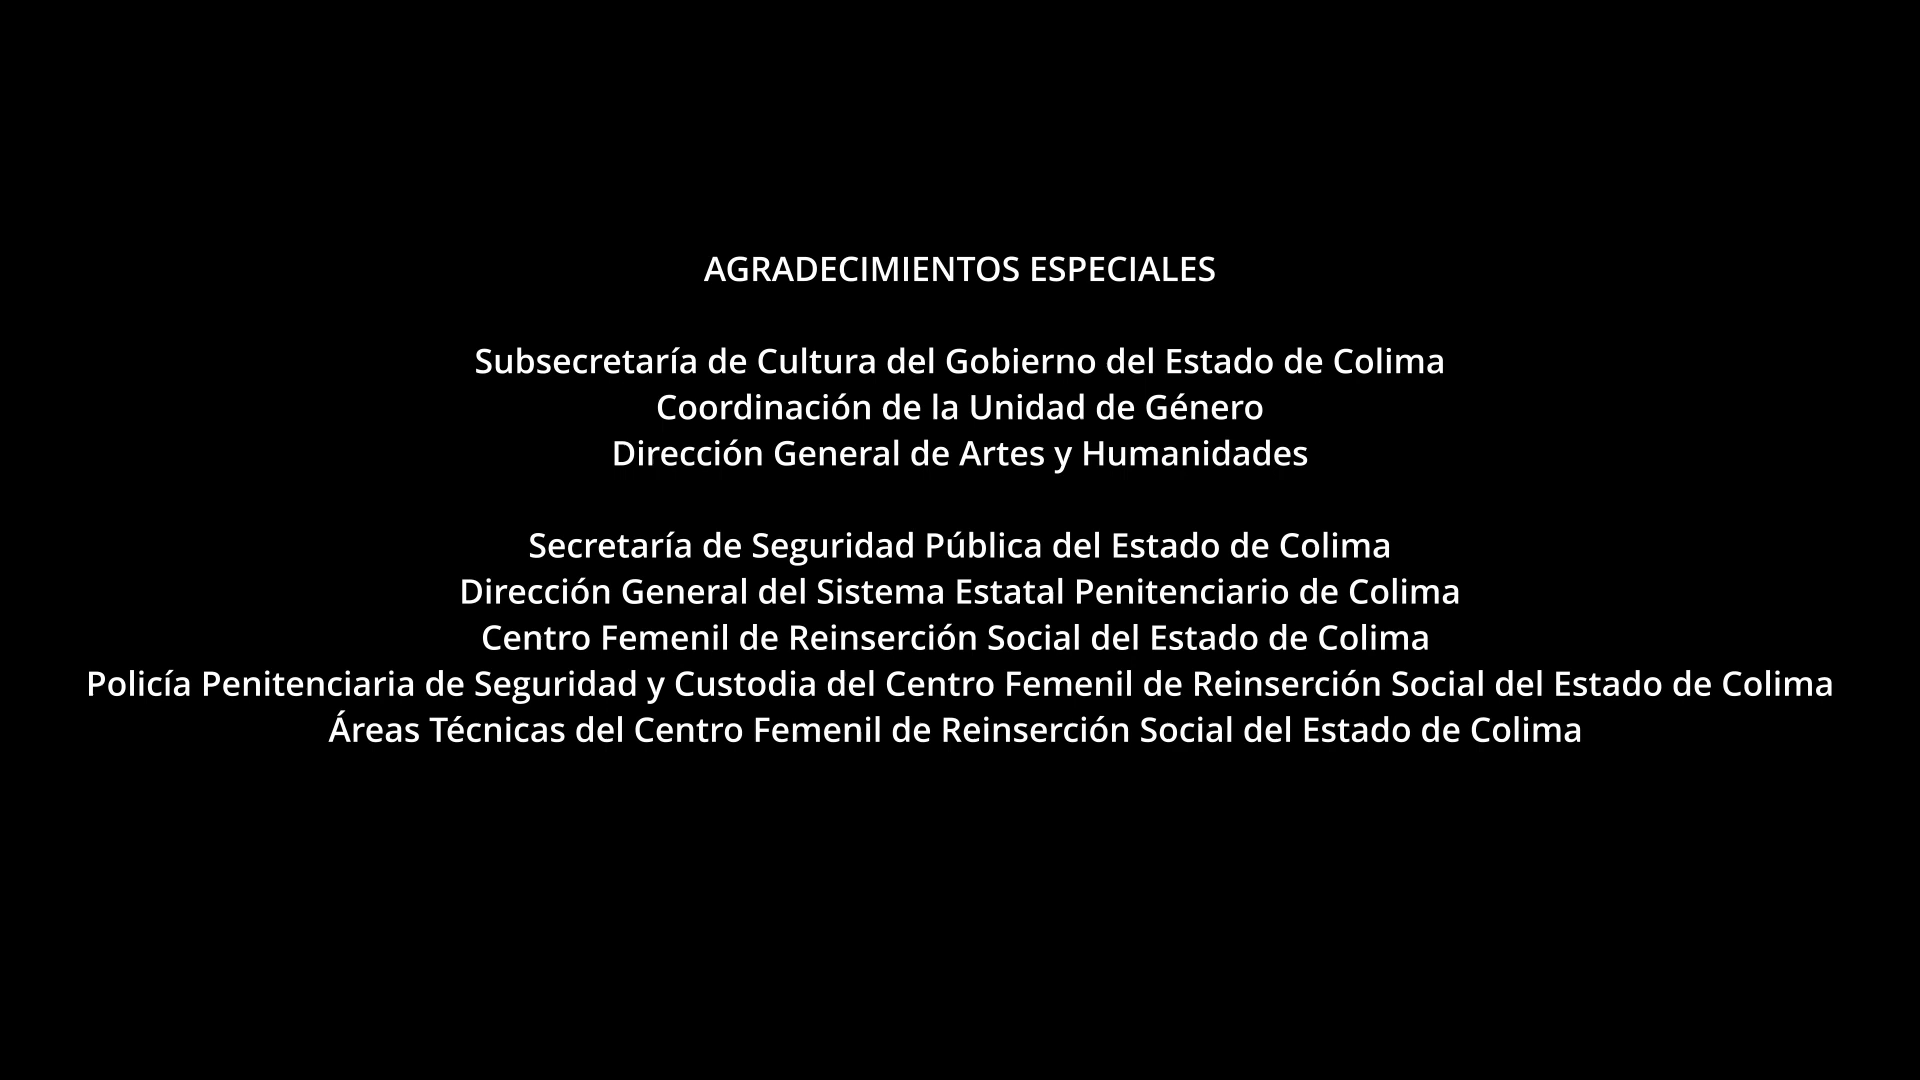 AGRADECIMIENTOS ESPECIALES
Subsecretaría de Cultura del Gobierno del Estado de Colima
Coordinación de la Unidad de Género
Dirección General de Artes y Humanidades
Secretaría de Seguridad Pública del Estado de Colima
Dirección General del Sistema Estatal Penitenciario de Colima
Centro Femenil de Reinserción Social del Estado de Colima
Policía Penitenciaria de Seguridad y Custodia del Centro Femenil de Reinserción Social del Estado de Colima
Áreas Técnicas del Centro Femenil de Reinserción Social del Estado de Colima